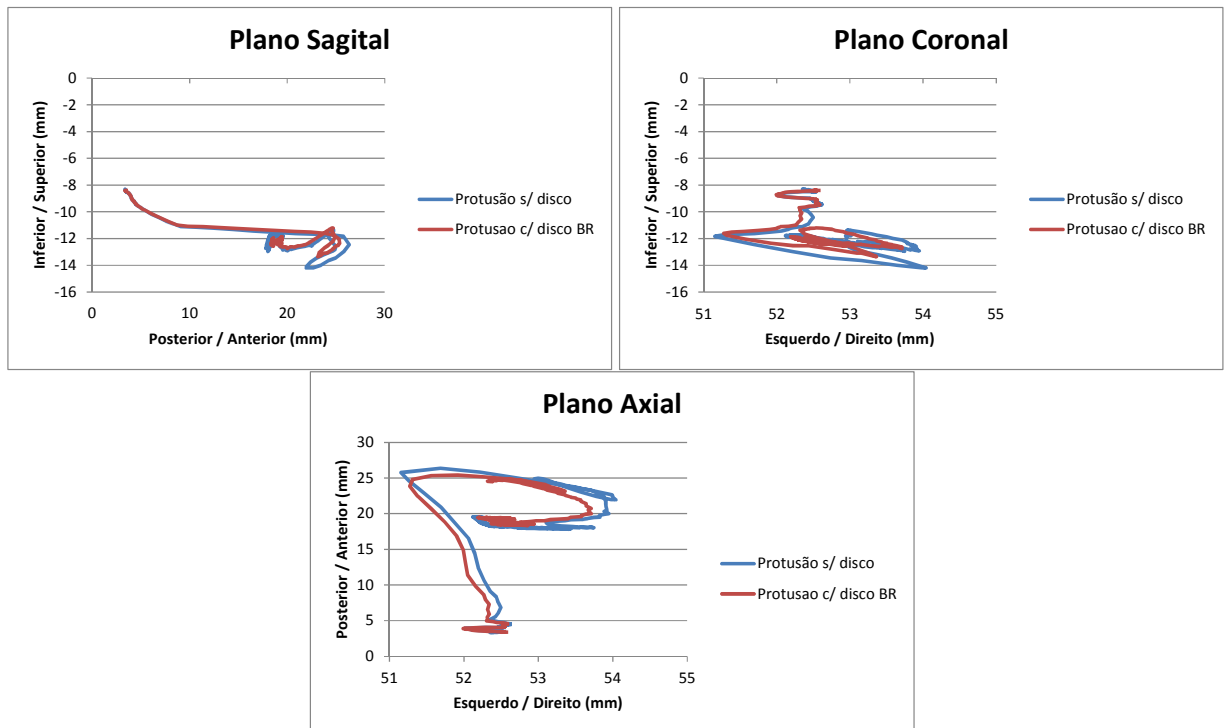 Plano Sagital
0
-2
-4
-6
-8
-10
-12
-14
-16
0 10 20 30
Inferior / Superior (mm)
Posterior / Anterior (mm)
Protusão s/ disco
Protusao c/ disco BR
Plano Coronal
0
-2
-4
-6
-8
-10
-12
-14
-16
51 52 53 54 55
Inferior / Superior (mm)
Esquerdo / Direito (mm)
Protusão s/ disco
Protusao c/ disco BR
Plano Axial
30
25
20
15
10
5
0
51 52 53 54 55
Posterior / Anterior (mm)
Esquerdo / Direito (mm)
Protusão s/ disco
Protusao c/ disco BR